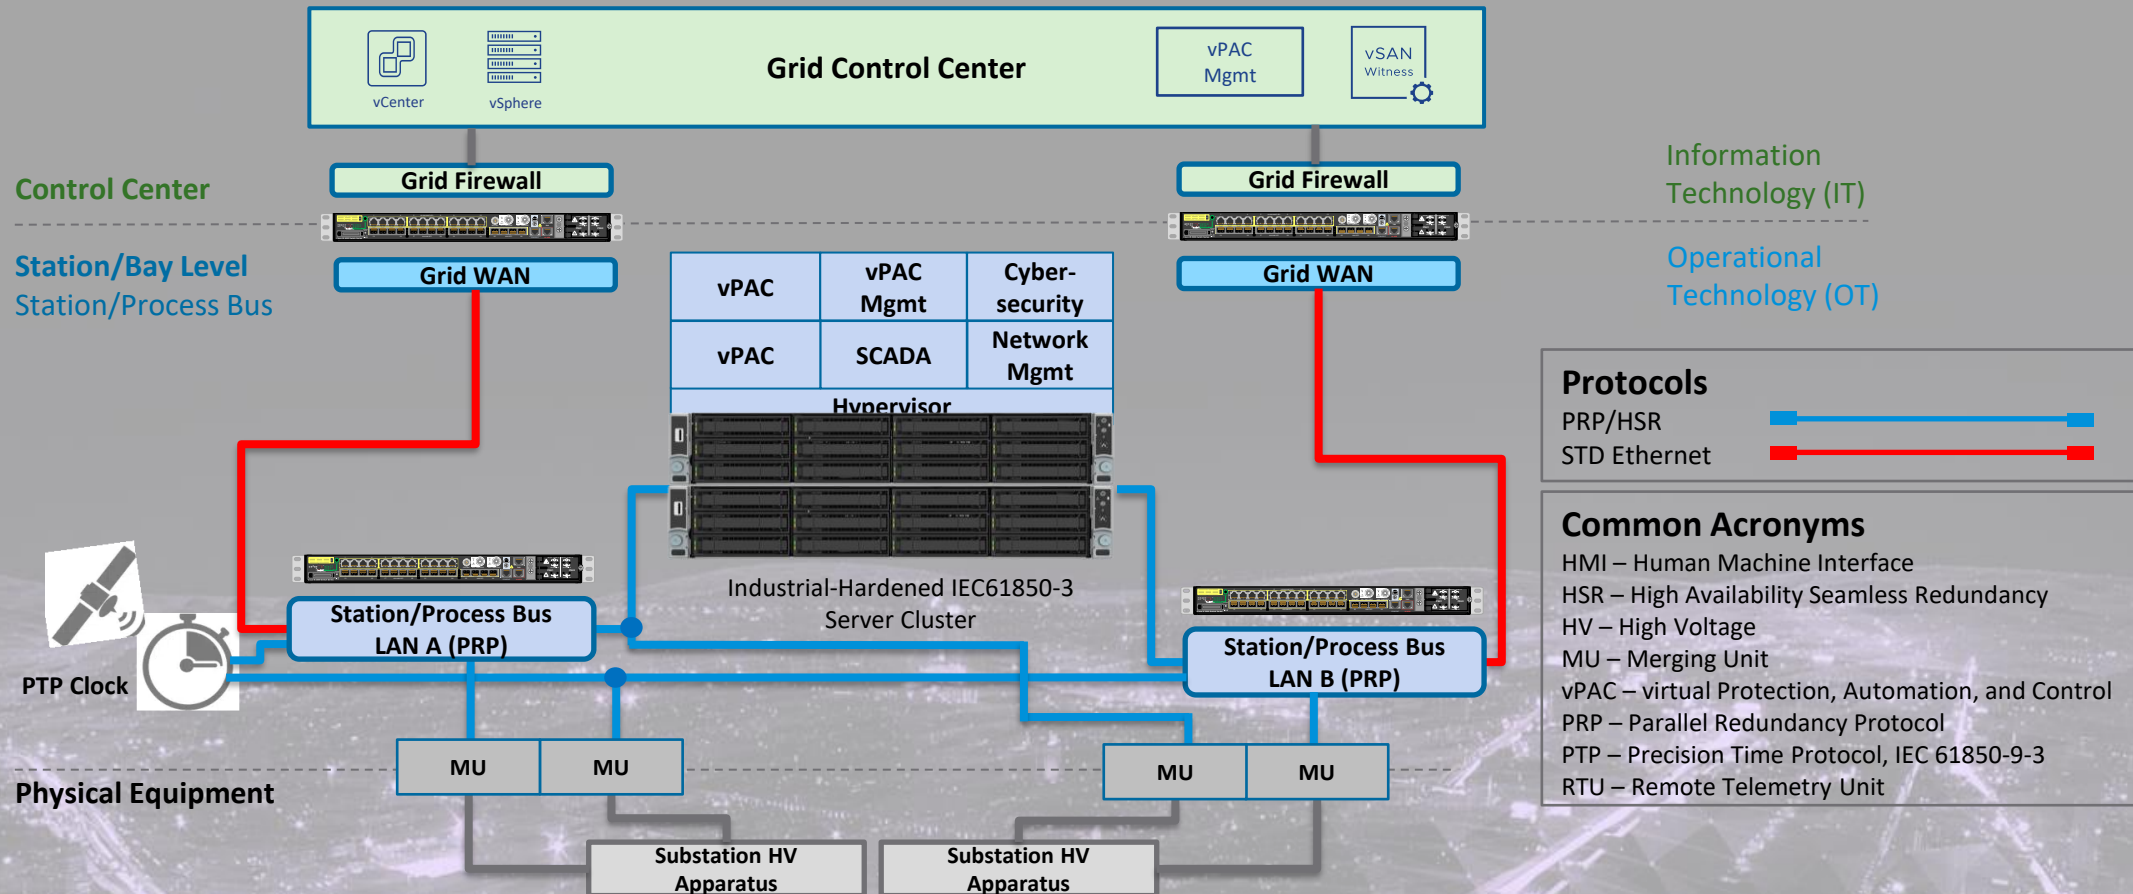 vCenter
vSphere
Grid Control Center
vPAC
Mgmt
vSAN
Witness
Control Center
Grid Firewall
Grid Firewall
Information
Technology (IT)
Station/Bay Level
Station/Process Bus
Grid WAN
Grid WAN
Operational
Technology (OT)
vPAC
vPAC
Mgmt
Cyber-
security
vPAC
SCADA
Network
Mgmt
Hypervisor
Industrial-Hardened IEC61850-3
Server Cluster
Protocols
PRP/HSR
STD Ethernet
Common Acronyms
HMI – Human Machine Interface
HSR – High Availability Seamless Redundancy
HV – High Voltage
MU – Merging Unit
vPAC – virtual Protection, Automation, and Control
PRP – Parallel Redundancy Protocol
PTP – Precision Time Protocol, IEC 61850-9-3
RTU – Remote Telemetry Unit
PTP Clock
Station/Process Bus
LAN A (PRP)
Station/Process Bus
LAN B (PRP)
MU
MU
MU
MU
Physical Equipment
Substation HV
Apparatus
Substation HV
Apparatus